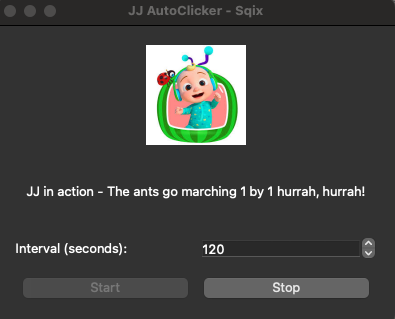 JJ AutoClicker - Sqix
JJ in action - The ants go marching 1 by 1 hurrah, hurrah!
Interval (seconds): 120
Start Stop